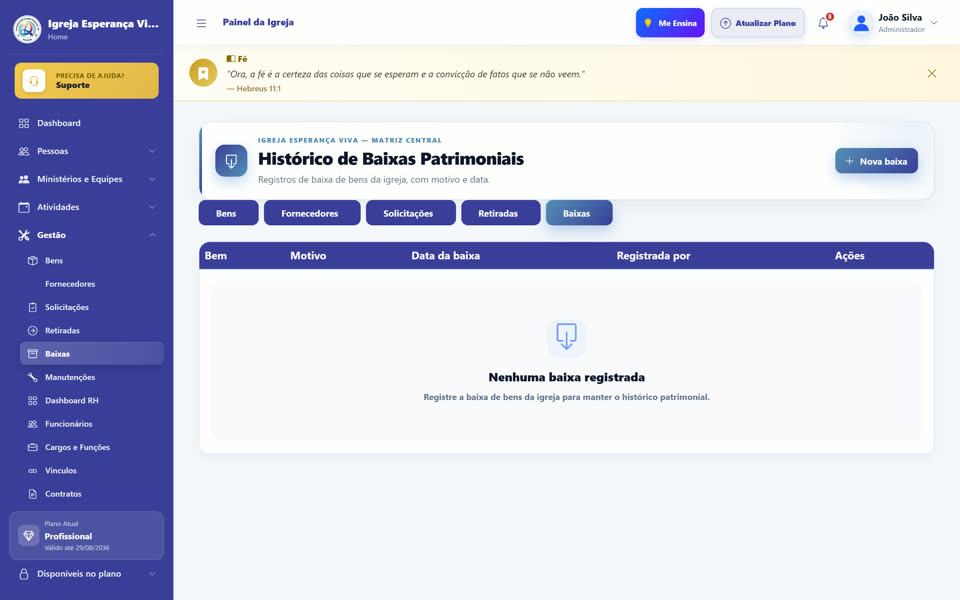 Igreja Esperança Vi...
Home
PRECISA DE AJUDA?
Suporte
Dashboard
Pessoas
Ministérios e Equipes
Atividades
Gestão
Bens
Fornecedores
Solicitações
Retiradas
Baixas
Manutenções
Dashboard RH
Funcionários
Cargos e Funções
Vínculos
Contratos
Plano Atual
Profissional
Válido até 29/08/2036
Disponíveis no plano
Painel da Igreja
Me Ensina
Atualizar Plano
João Silva
Administrador
Fé
"Ora, a fé é a certeza das coisas que se esperam e a convicção de fatos que se não veem."
— Hebreus 11:1
IGREJA ESPERANÇA VIVA — MATRIZ CENTRAL
Histórico de Baixas Patrimoniais
Registros de baixa de bens da igreja, com motivo e data.
Nova baixa
Bens Fornecedores Solicitações Retiradas Baixas
Bem Motivo Data da baixa Registrada por Ações
Nenhuma baixa registrada
Registre a baixa de bens da igreja para manter o histórico patrimonial.